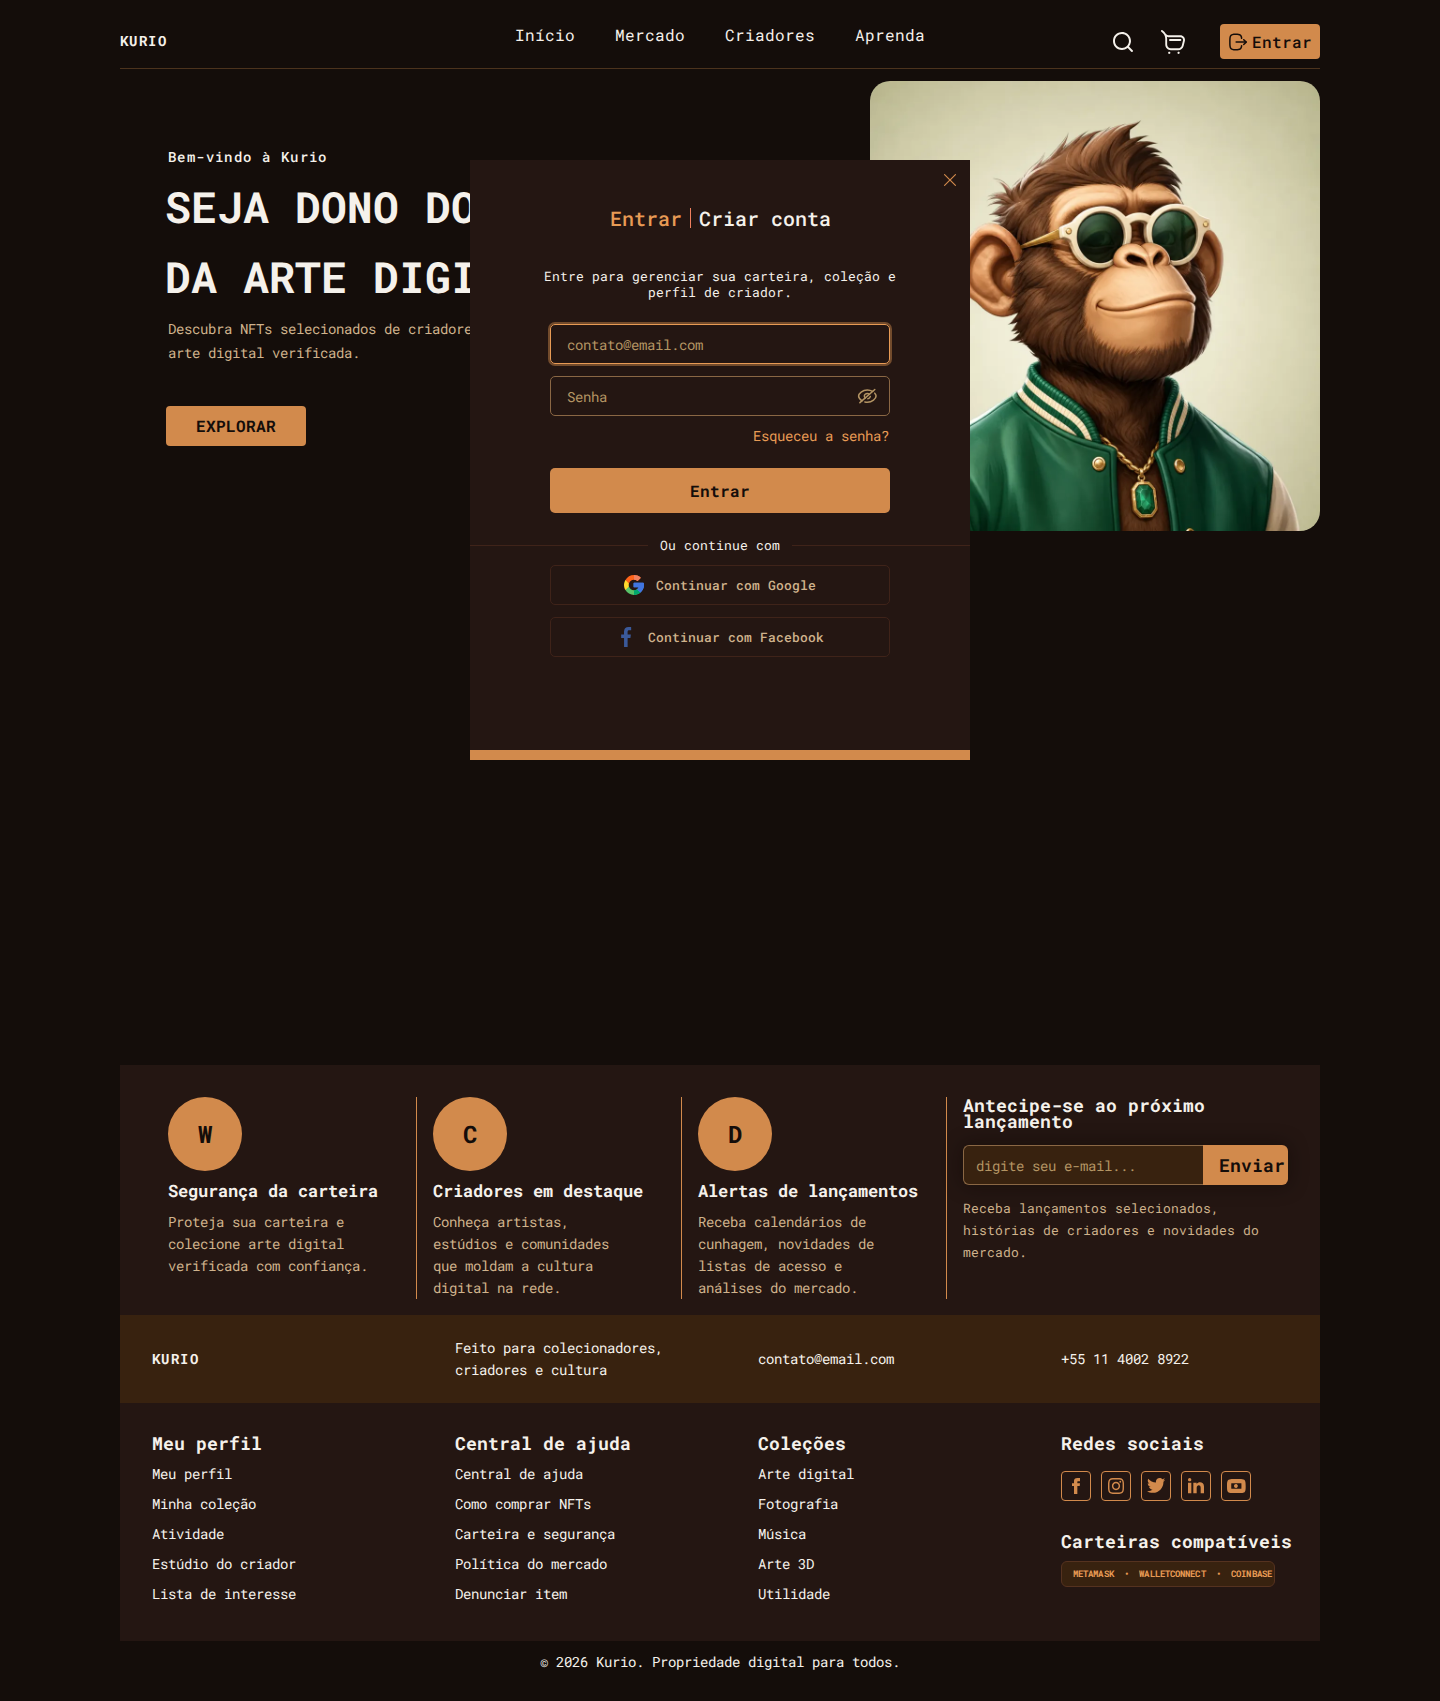 KURIO
Início
Mercado
Criadores
Aprenda
Entrar
Bem-vindo à Kurio
SEJA DONO DO
DA ARTE DIGI
Descubra NFTs selecionados de criadore
arte digital verificada.
EXPLORAR
Entrar
Criar conta
Entre para gerenciar sua carteira, coleção e
perfil de criador.
contato@email.com
Senha
Esqueceu a senha?
Entrar
Ou continue com
Continuar com Google
Continuar com Facebook
W
Segurança da carteira
Proteja sua carteira e
colecione arte digital
verificada com confiança.
C
Criadores em destaque
Conheça artistas,
estúdios e comunidades
que moldam a cultura
digital na rede.
D
Alertas de lançamentos
Receba calendários de
cunhagem, novidades de
listas de acesso e
análises do mercado.
Antecipe-se ao próximo
lançamento
digite seu e-mail...
Enviar
Receba lançamentos selecionados,
histórias de criadores e novidades do
mercado.
KURIO
Feito para colecionadores,
criadores e cultura
contato@email.com
+55 11 4002 8922
Meu perfil
Meu perfil
Minha coleção
Atividade
Estúdio do criador
Lista de interesse
Central de ajuda
Central de ajuda
Como comprar NFTs
Carteira e segurança
Política do mercado
Denunciar item
Coleções
Arte digital
Fotografia
Música
Arte 3D
Utilidade
Redes sociais
Carteiras compatíveis
METAMASK · WALLETCONNECT · COINBASE
© 2026 Kurio. Propriedade digital para todos.